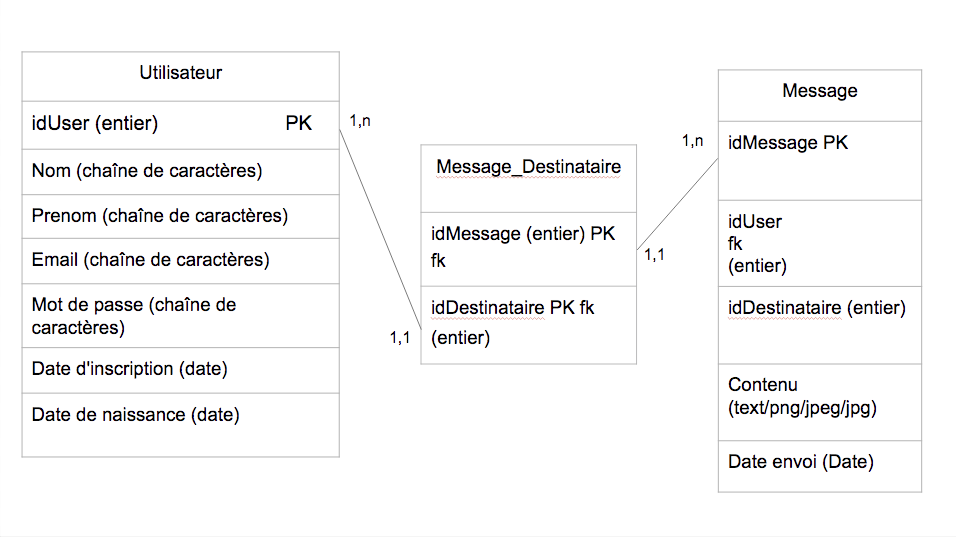 Utilisateur
idUser (entier) PK
Nom (chaîne de caractères)
Prenom (chaîne de caractères)
Email (chaîne de caractères)
Mot de passe (chaîne de
caractères)
Date d'inscription (date)
Date de naissance (date)
1,n
1,1
Message_Destinataire
idMessage (entier) PK
fk
idDestinataire PK fk
(entier)
1,n
1,1
Message
idMessage PK
idUser
fk
(entier)
idDestinataire (entier)
Contenu
(text/png/jpeg/jpg)
Date envoi (Date)